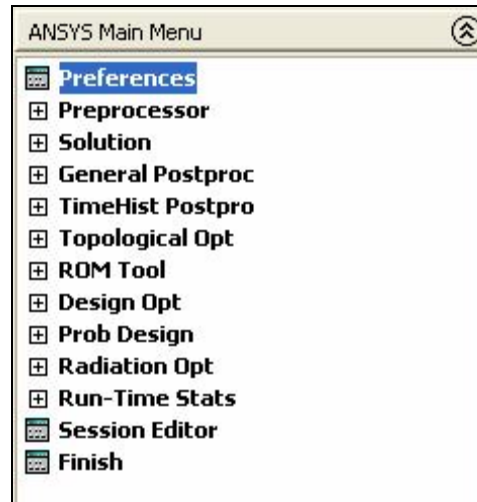 ANSYS Main Menu
Preferences
Preprocessor
Solution
General Postproc
TimeHist Postpro
Topological Opt
ROM Tool
Design Opt
Prob Design
Radiation Opt
Run-Time Stats
Session Editor
Finish